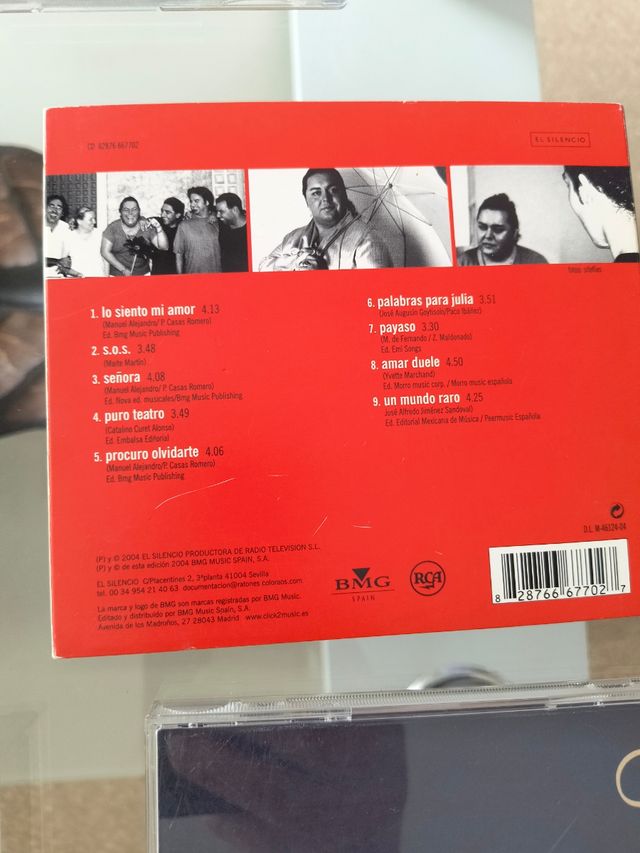 CD 82876 667702
EL SILENCIO
fotos: sifeflies
1. lo siento mi amor 4.13
(Manuel Alejandro/ P. Casas Romero)
Ed. Bmg Music Publishing
2. s.o.s. 3.48
(Maite Martín)
3. señora 4.08
(Manuel Alejandro/ P. Casas Romero)
Ed. Nova ed. musicales/Bmg Music Publishing
4. puro teatro 3.49
(Catalino Curet Alonso)
Ed. Embalsa Editorial
5. procuro olvidarte 4.06
(Manuel Alejandro/P. Casas Romero)
Ed. Bmg Music Publishing
6. palabras para julia 3.51
(José Augusín Goytisolo/Paco Ibáñez)
7. payaso 3.30
(M. de Fernando / Z. Maldonado)
Ed. Emi Songs
8. amar duele 4.50
(Yvette Marchand)
Ed. Morro music corp. / Morro music español
9. un mundo raro 4.25
José Alfredo Jiménez Sandoval)
Ed. Editorial Mexicana de Música / Peermusic Española
D.L. M-46124-04
(P) y © 2004 EL SILENCIO PRODUCTORA DE RADIO TELEVISION S.L.
(P) y © de esta edición 2004 BMG MUSIC SPAIN, S.A.
EL SILENCIO C/Placentines 2, 3ªplanta 41004 Sevilla
tel. 00 34 954 21 40 63 documentacion@ratones coloraos.com
La marca y logo de BMG son marcas registradas por BMG Music.
Editado y distribuido por BMG Music Spain, S.A.
Avenida de los Madroños, 27 28043 Madrid www.click2music.es
BMG
SPAIN
RCA
8 28766 67702 7